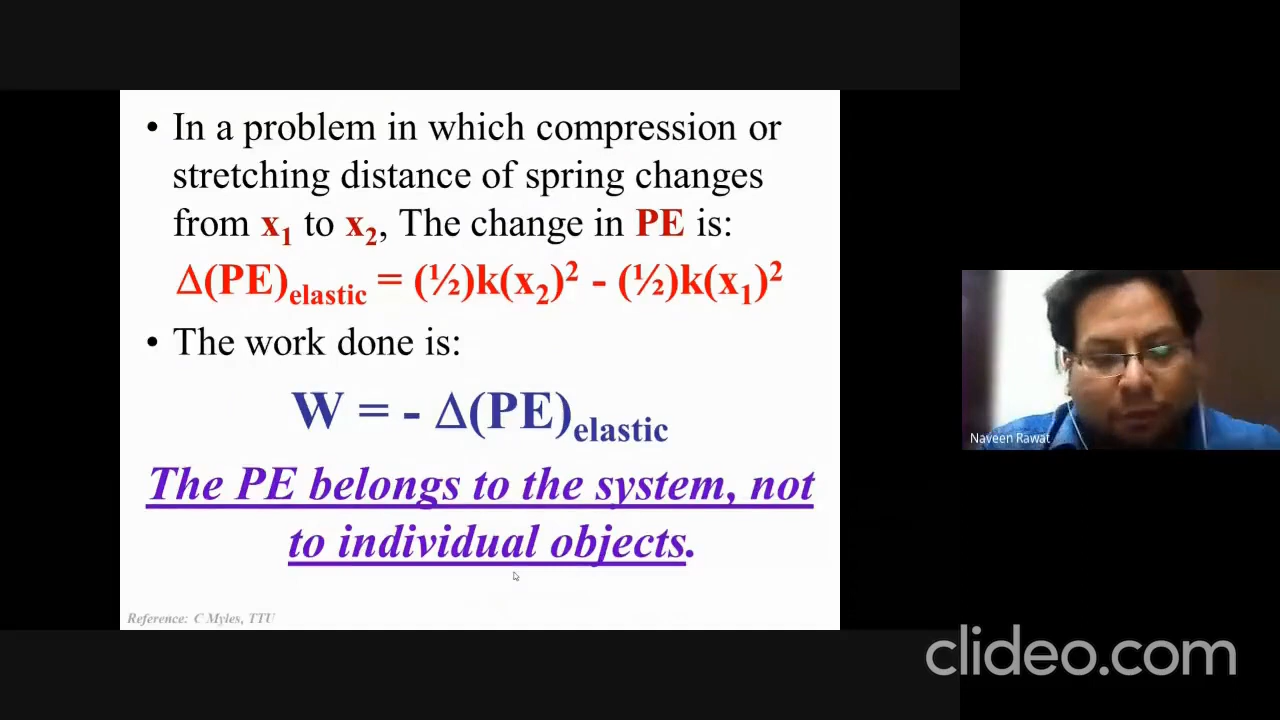 • In a problem in which compression or
stretching distance of spring changes
from x₁ to x₂, The change in PE is:
∆(PE)elastic = (½)k(x₂)² - (½)k(x₁)²
• The work done is:
W = - ∆(PE)elastic
The PE belongs to the system, not
to individual objects.
Reference: C Myles, TTU
Naveen Rawat
clideo.com